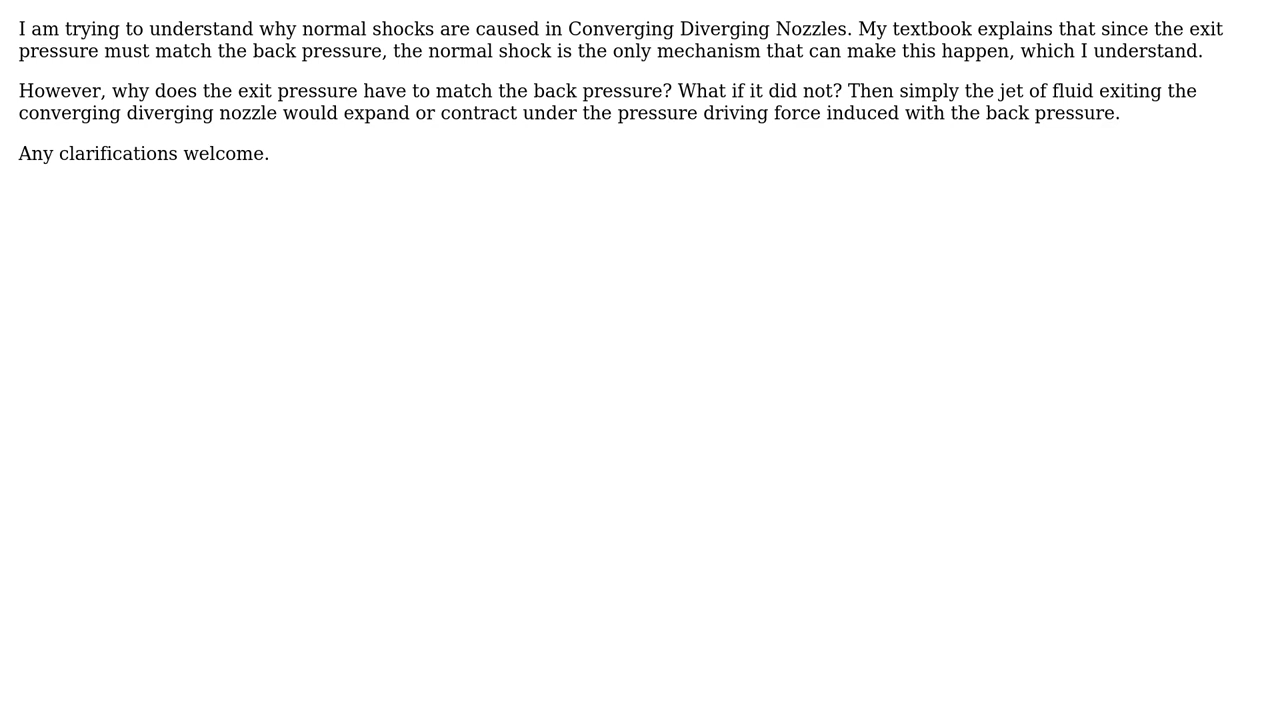 I am trying to understand why normal shocks are caused in Converging Diverging Nozzles. My textbook explains that since the exit
pressure must match the back pressure, the normal shock is the only mechanism that can make this happen, which I understand.
However, why does the exit pressure have to match the back pressure? What if it did not? Then simply the jet of fluid exiting the
converging diverging nozzle would expand or contract under the pressure driving force induced with the back pressure.
Any clarifications welcome.